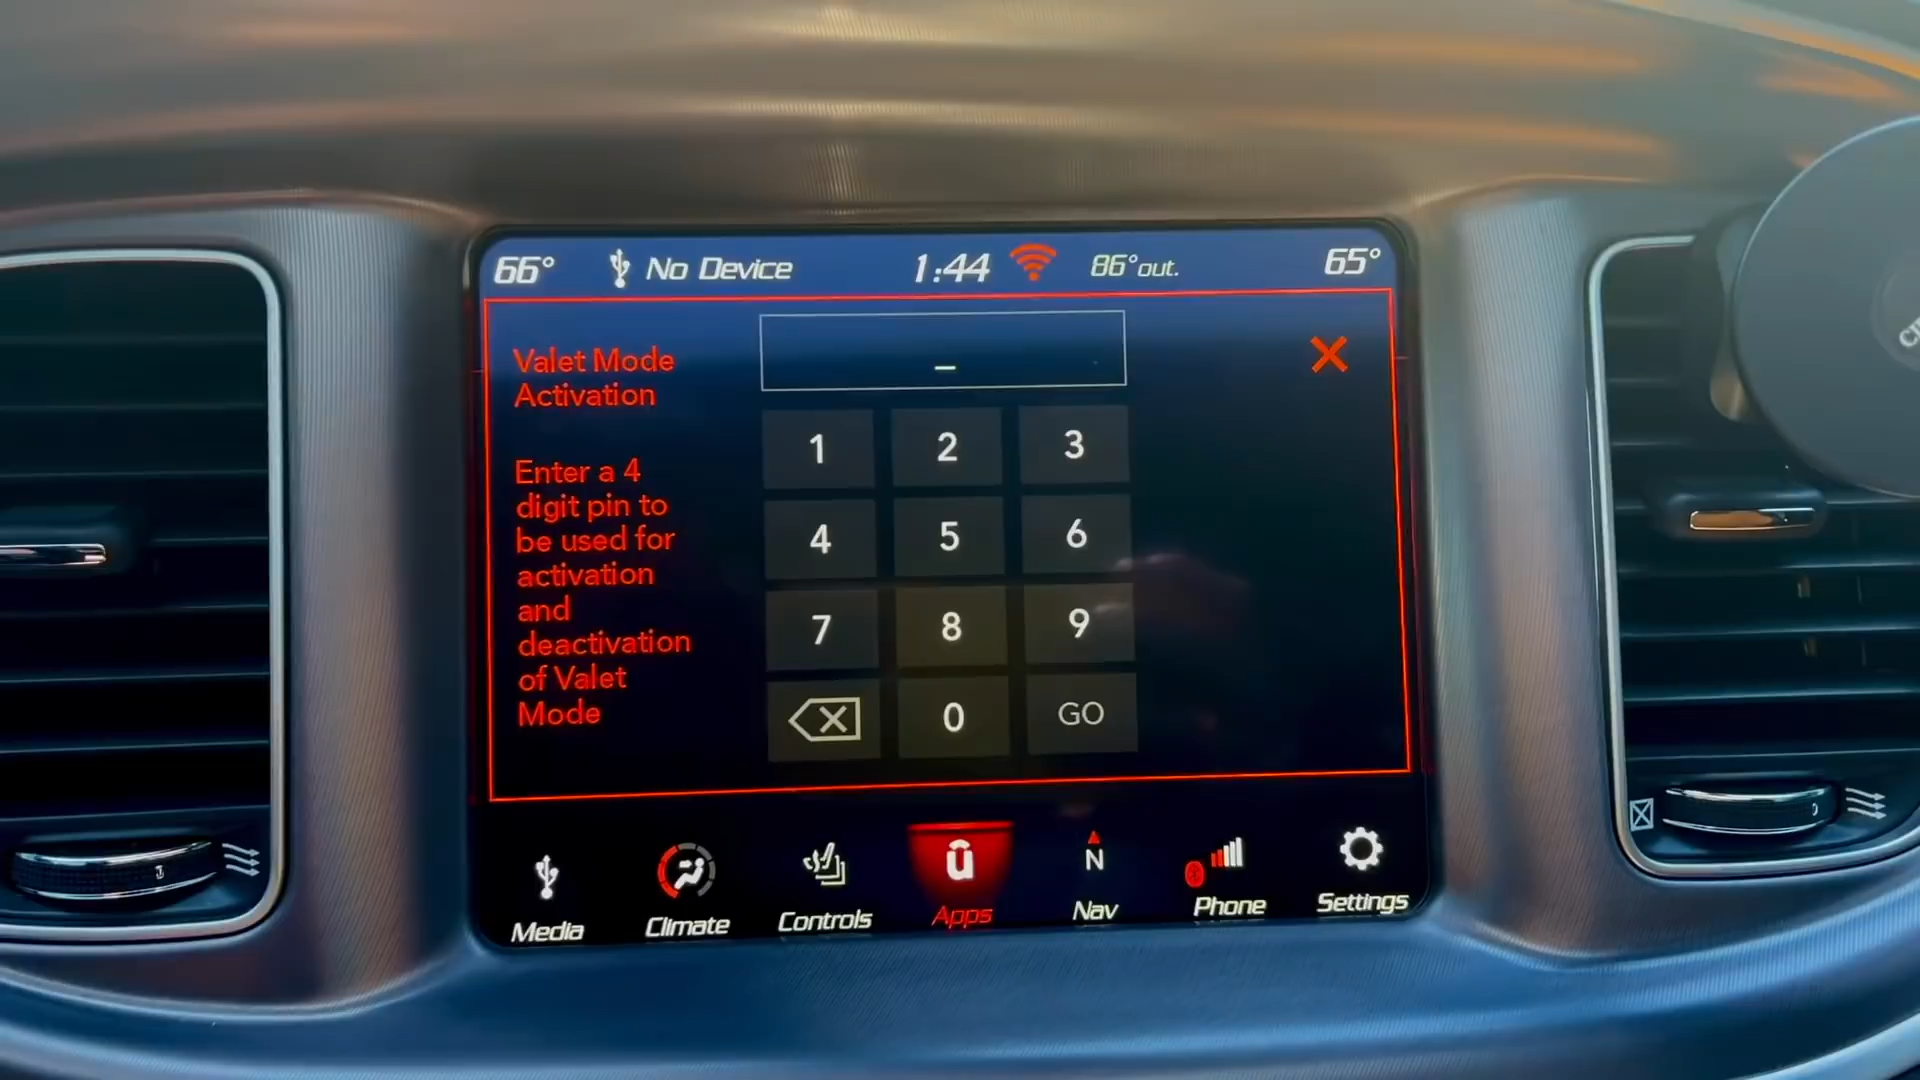 66° No Device 1:44 86°out. 65°
Valet Mode
Activation
Enter a 4
digit pin to
be used for
activation
and
deactivation
of Valet
Mode
_
1 2 3
4 5 6
7 8 9
0 GO
N
Media Climate Controls Apps Nav Phone Settings